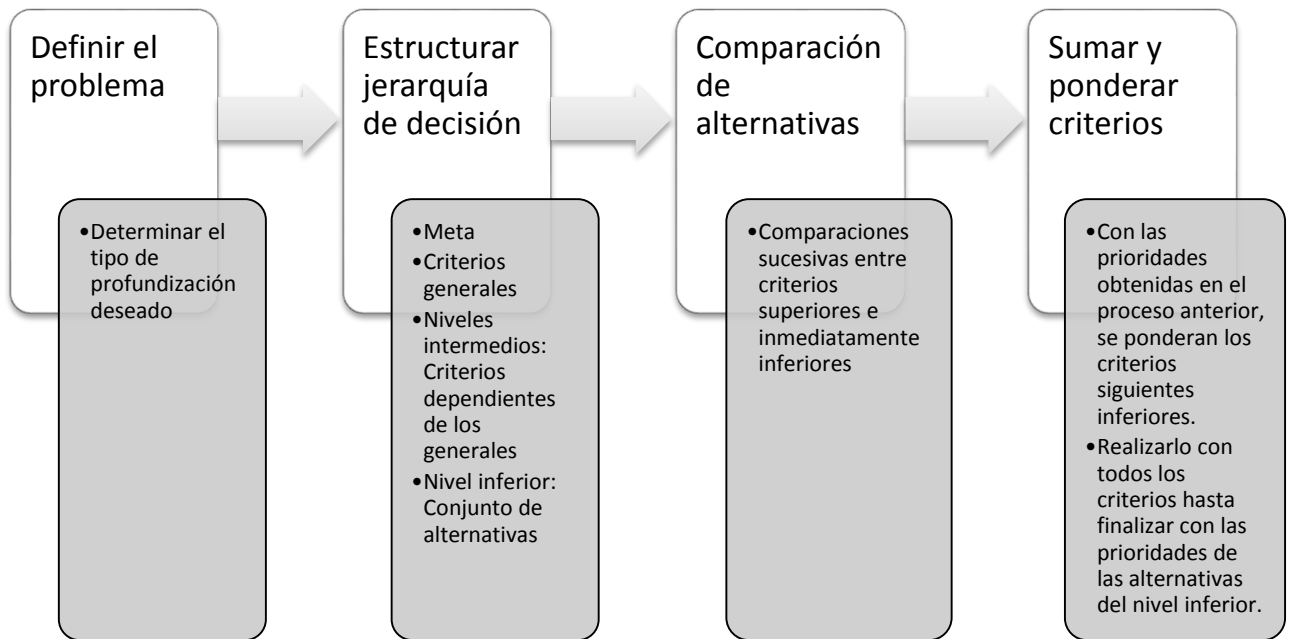 Definir el
problema
•Determinar el
tipo de
profundización
deseado
Estructurar
jerarquía
de decisión
•Meta
•Criterios
generales
•Niveles
intermedios:
Criterios
dependientes
de los
generales
•Nivel inferior:
Conjunto de
alternativas
Comparación
de
alternativas
•Comparaciones
sucesivas entre
criterios
superiores e
inmediatamente
inferiores
Sumar y
ponderar
criterios
•Con las
prioridades
obtenidas en el
proceso anterior,
se ponderan los
criterios
siguientes
inferiores.
•Realizarlo con
todos los
criterios hasta
finalizar con las
prioridades de
las alternativas
del nivel inferior.